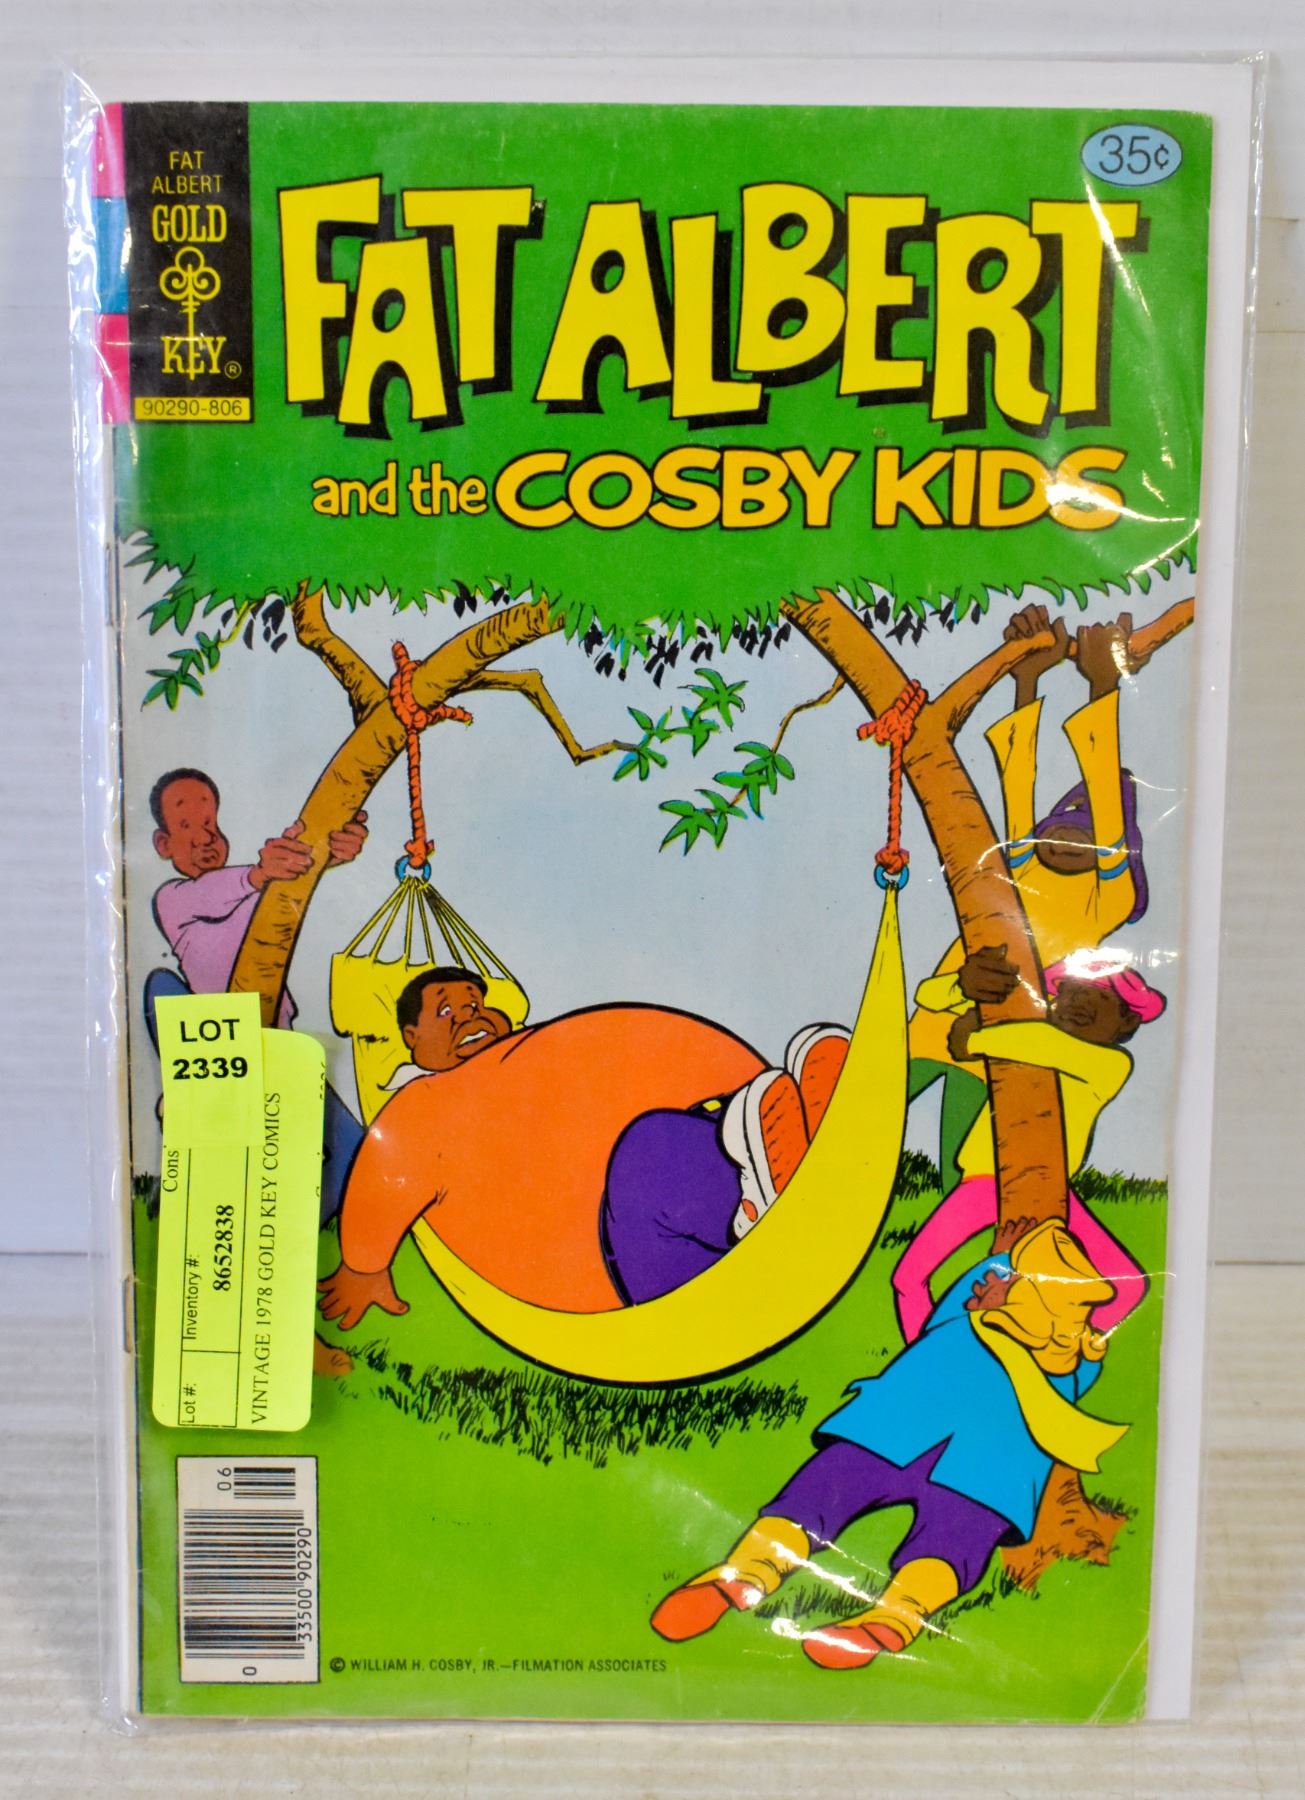 FAT
ALBERT
GOLD
KEY®
90290-806
35¢
FAT ALBERT
and the COSBY KIDS
LOT
2339
Cons
Lot #:
Inventory #:
8652838
VINTAGE 1978 GOLD KEY COMICS
06
0 33500 90290
© WILLIAM H. COSBY, JR.—FILMATION ASSOCIATES